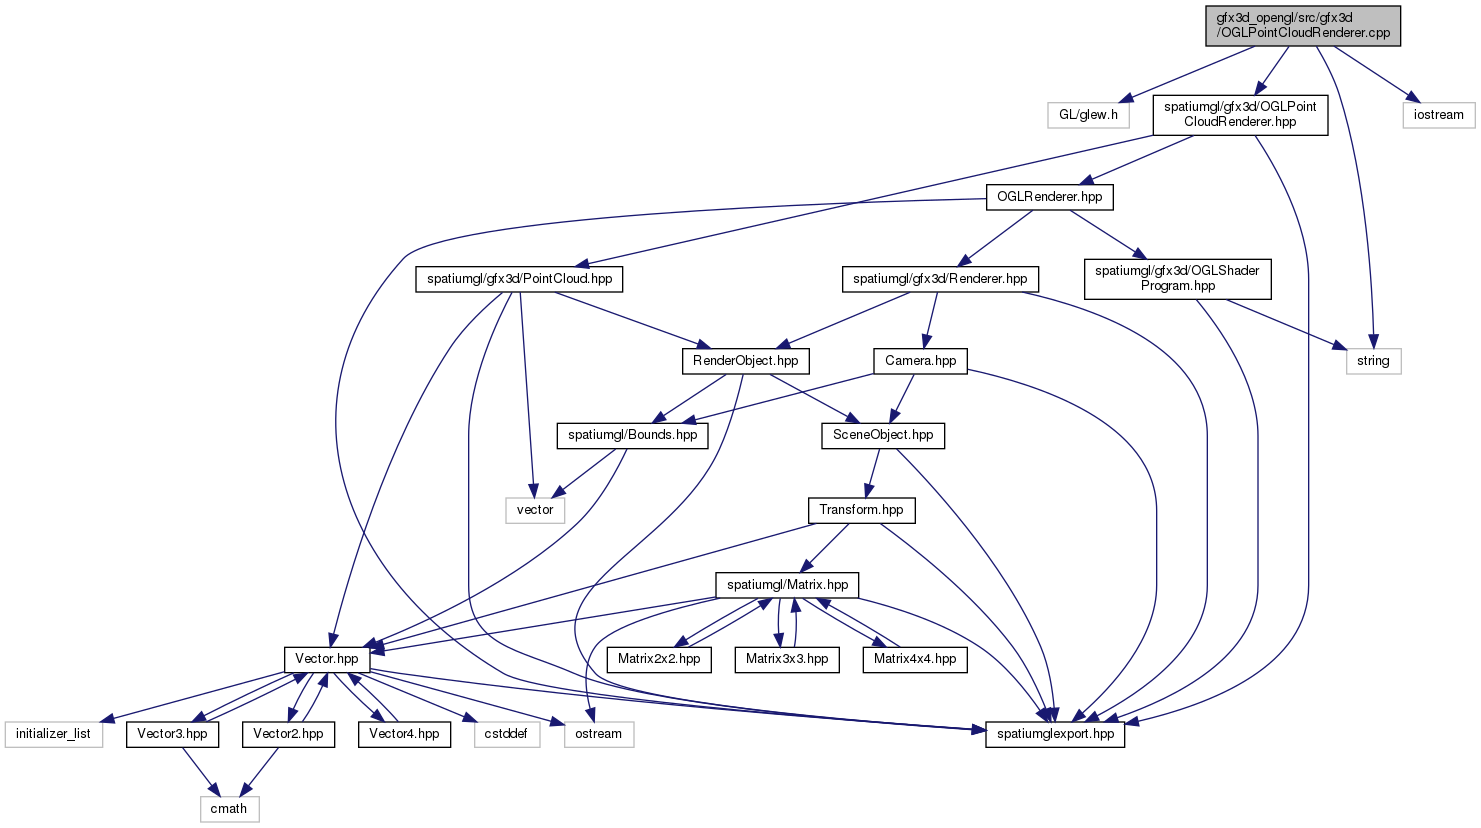 gfx3d_opengl/src/gfx3d
/OGLPointCloudRenderer.cpp
GL/glew.h
spatiumgl/gfx3d/OGLPoint
CloudRenderer.hpp
iostream
OGLRenderer.hpp
spatiumgl/gfx3d/PointCloud.hpp
spatiumgl/gfx3d/Renderer.hpp
spatiumgl/gfx3d/OGLShader
Program.hpp
RenderObject.hpp
Camera.hpp
string
spatiumgl/Bounds.hpp
SceneObject.hpp
vector
Transform.hpp
spatiumgl/Matrix.hpp
Vector.hpp
Matrix2x2.hpp
Matrix3x3.hpp
Matrix4x4.hpp
initializer_list
Vector3.hpp
Vector2.hpp
Vector4.hpp
cstddef
ostream
spatiumglexport.hpp
cmath